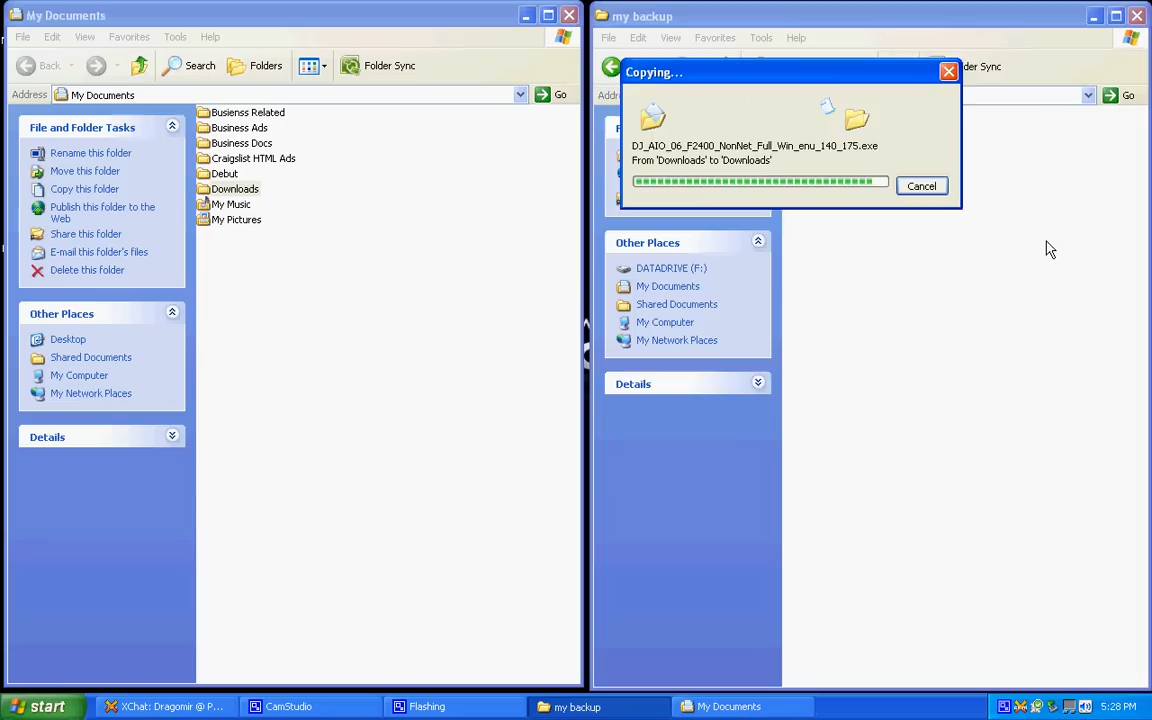 My Documents
File Edit View Favorites Tools Help
Back Search Folders Folder Sync
Address My Documents Go
File and Folder Tasks
Rename this folder
Move this folder
Copy this folder
Publish this folder to the
Web
Share this folder
E-mail this folder's files
Delete this folder
Other Places
Desktop
Shared Documents
My Computer
My Network Places
Details
Busienss Related
Business Ads
Business Docs
Craigslist HTML Ads
Debut
Downloads
My Music
My Pictures
my backup
File Edit View Favorites Tools Help
der Sync
Addre Go
Copying...
DJ_AIO_06_F2400_NonNet_Full_Win_enu_140_175.exe
From 'Downloads' to 'Downloads'
Cancel
F
Other Places
DATADRIVE (F:)
My Documents
Shared Documents
My Computer
My Network Places
Details
start XChat: Dragomir @ P... CamStudio Flashing my backup My Documents 5:28 PM